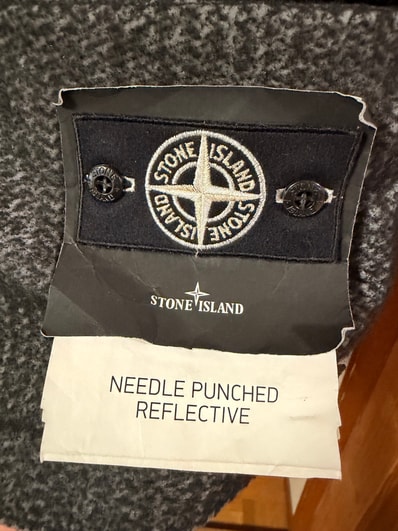 STONE ISLAND STONE ISLAND
STONE ISLAND
NEEDLE PUNCHED
REFLECTIVE